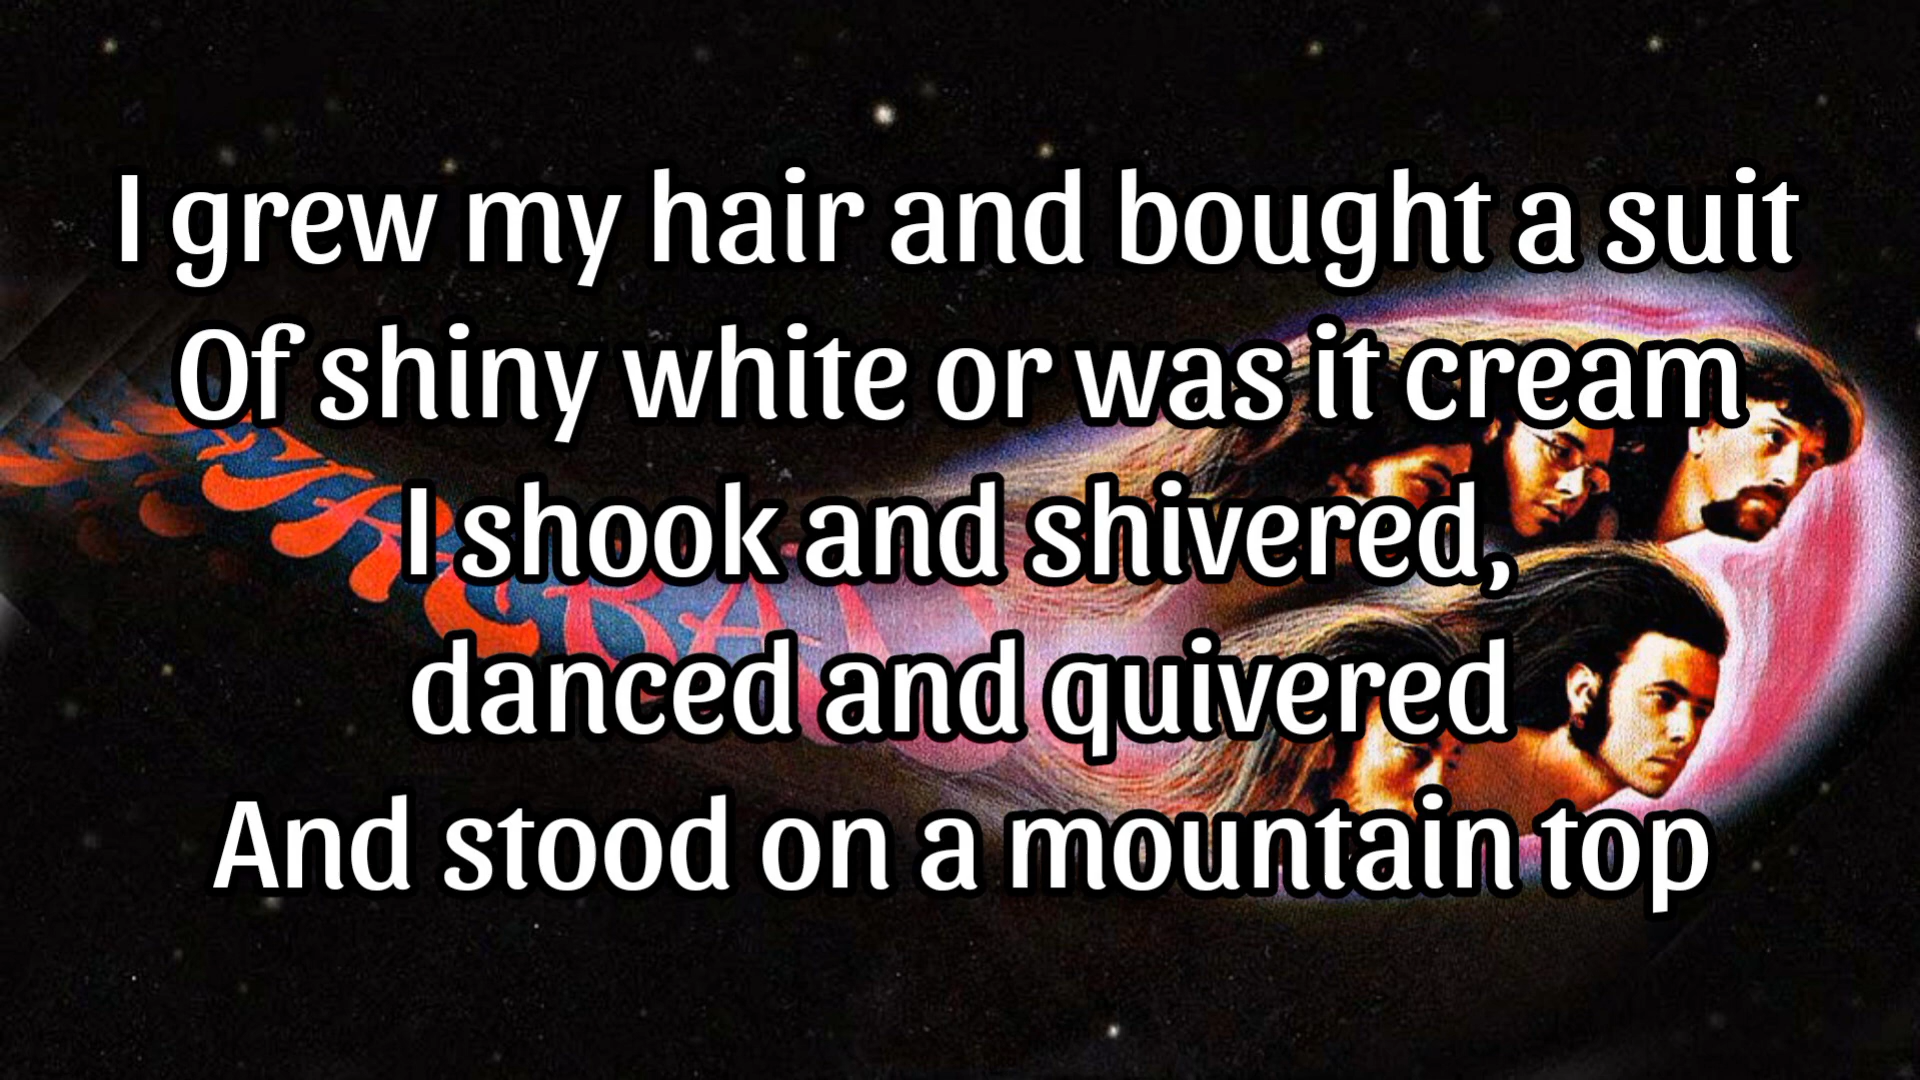 I grew my hair and bought a suit
Of shiny white or was it cream
I shook and shivered,
danced and quivered
And stood on a mountain top